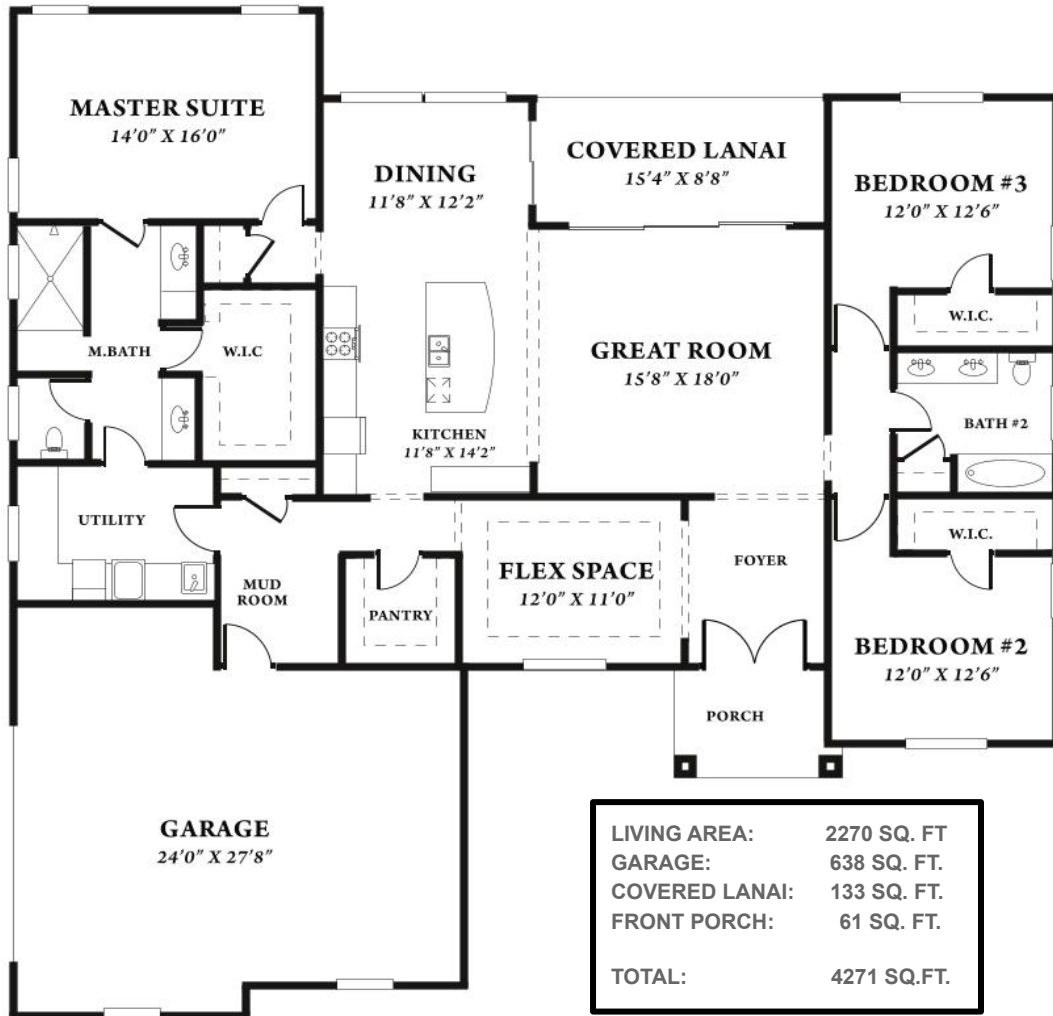 MASTER SUITE
14'0" X 16'0"
DINING
11'8" X 12'2"
COVERED LANAI
15'4" X 8'8"
BEDROOM #3
12'0" X 12'6"
M.BATH
W.I.C
GREAT ROOM
15'8" X 18'0"
W.I.C.
KITCHEN
11'8" X 14'2"
BATH #2
UTILITY
MUD
ROOM
PANTRY
FLEX SPACE
12'0" X 11'0"
FOYER
W.I.C.
BEDROOM #2
12'0" X 12'6"
PORCH
GARAGE
24'0" X 27'8"
LIVING AREA: 2270 SQ. FT
GARAGE: 638 SQ. FT.
COVERED LANAI: 133 SQ. FT.
FRONT PORCH: 61 SQ. FT.
TOTAL: 4271 SQ.FT.